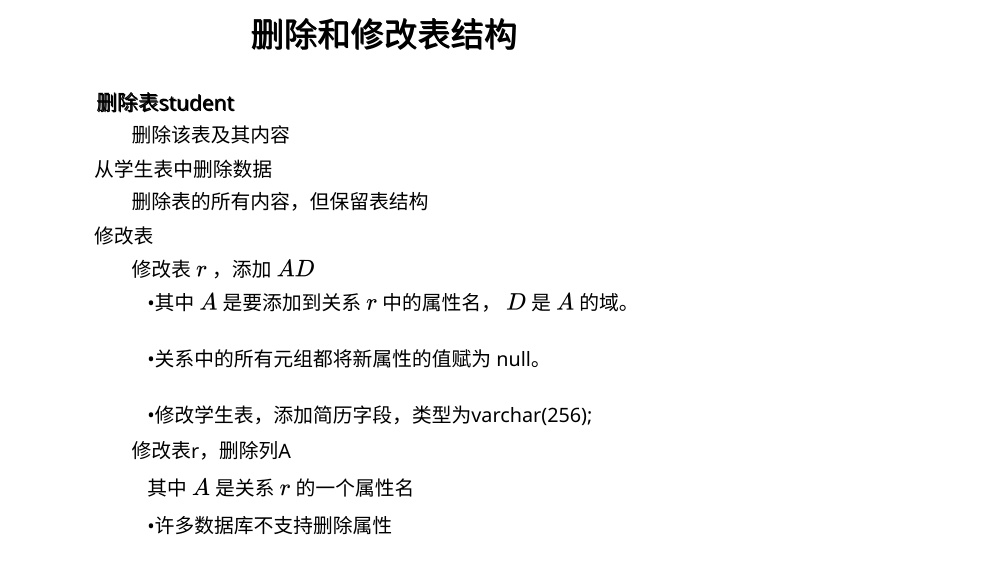 删除和修改表结构
删除表student
删除该表及其内容
从学生表中删除数据
删除表的所有内容，但保留表结构
修改表
修改表 r ，添加 AD
•其中 A 是要添加到关系 r 中的属性名， D 是 A 的域。
•关系中的所有元组都将新属性的值赋为 null。
•修改学生表，添加简历字段，类型为varchar(256);
修改表r，删除列A
其中 A 是关系 r 的一个属性名
•许多数据库不支持删除属性